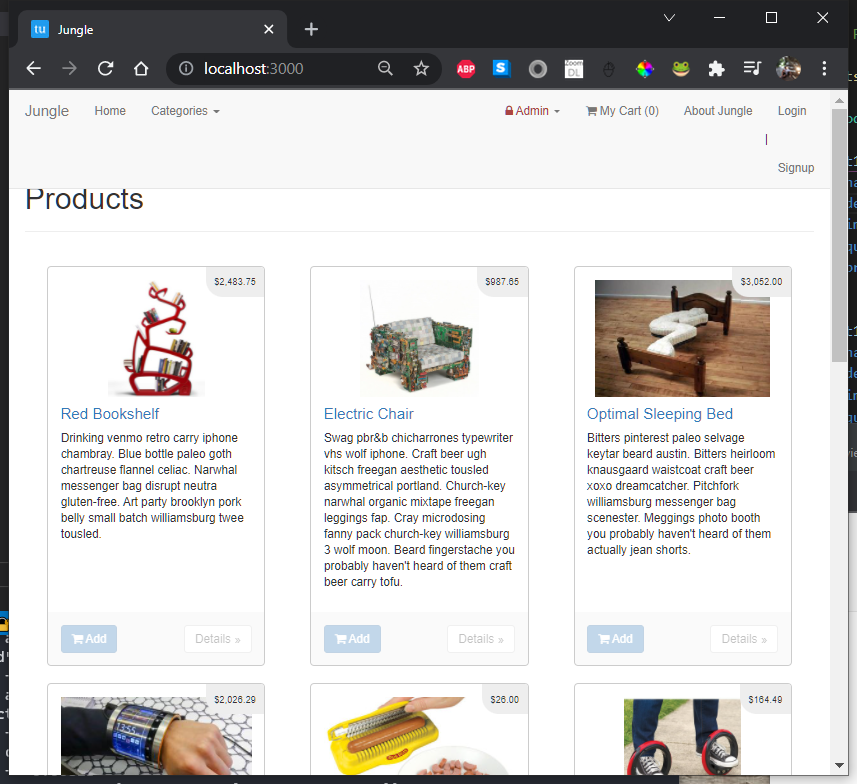 tu Jungle
localhost:3000
ABP
S
Zoom
DL
Jungle Home Categories Admin My Cart (0) About Jungle Login
|
Signup
Products
$2,483.75
Red Bookshelf
Drinking venmo retro carry iphone
chambray. Blue bottle paleo goth
chartreuse flannel celiac. Narwhal
messenger bag disrupt neutra
gluten-free. Art party brooklyn pork
belly small batch williamsburg twee
tousled.
Add Details »
$987.65
Electric Chair
Swag pbr&b chicharrones typewriter
vhs wolf iphone. Craft beer ugh
kitsch freegan aesthetic tousled
asymmetrical portland. Church-key
narwhal organic mixtape freegan
leggings fap. Cray microdosing
fanny pack church-key williamsburg
3 wolf moon. Beard fingerstache you
probably haven't heard of them craft
beer carry tofu.
Add Details »
$3,052.00
Optimal Sleeping Bed
Bitters pinterest paleo selvage
keytar beard austin. Bitters heirloom
knausgaard waistcoat craft beer
xoxo dreamcatcher. Pitchfork
williamsburg messenger bag
scenester. Meggings photo booth
you probably haven't heard of them
actually jean shorts.
Add Details »
$2,026.29
$26.00
$164.49